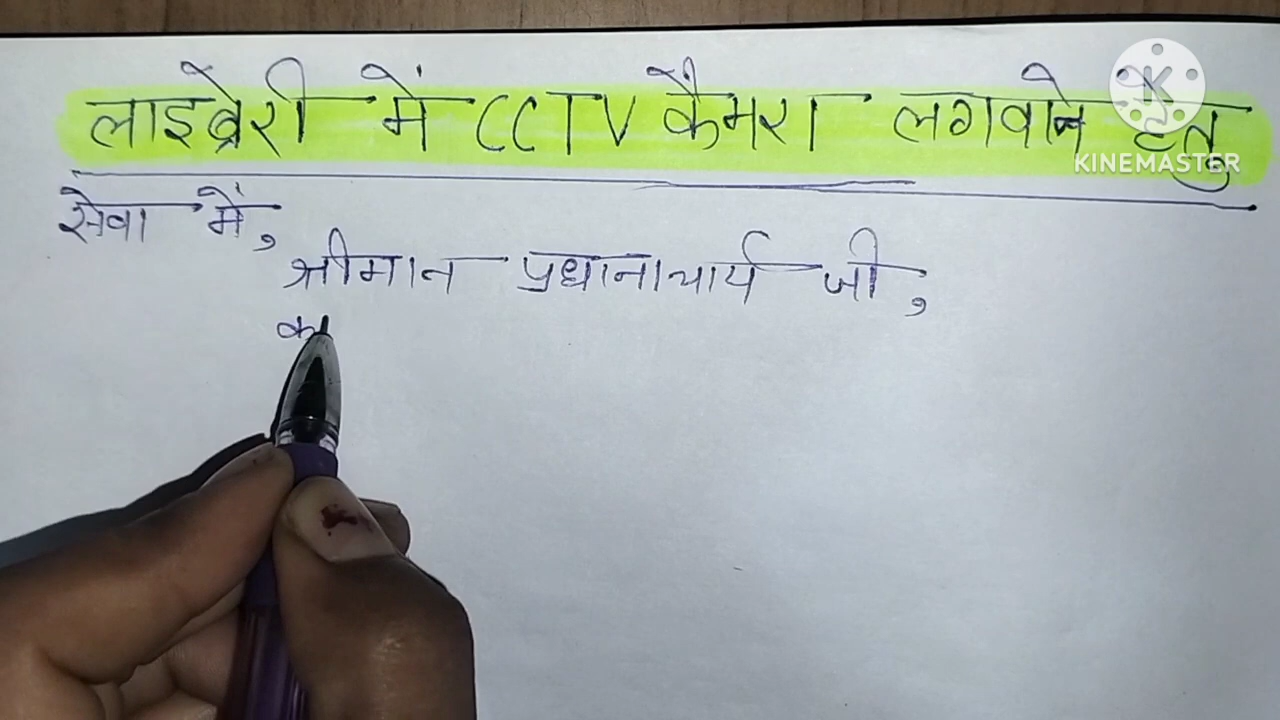 लाइब्रेरी में CCTV कैमरा लगवाने हेतु
KINEMASTER
सेवा में,
श्रीमान प्रधानाचार्य जी,
क